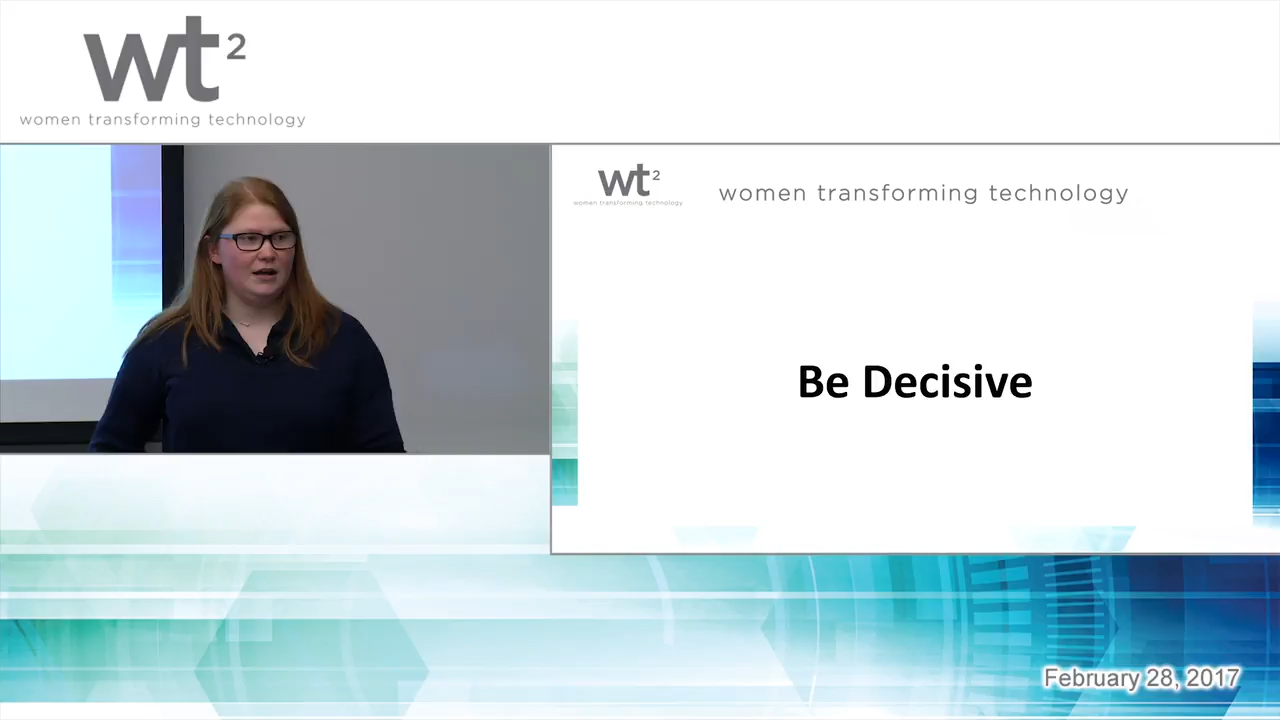 wt²
women transforming technology
wt²
women transforming technology
women transforming technology
Be Decisive
February 28, 2017